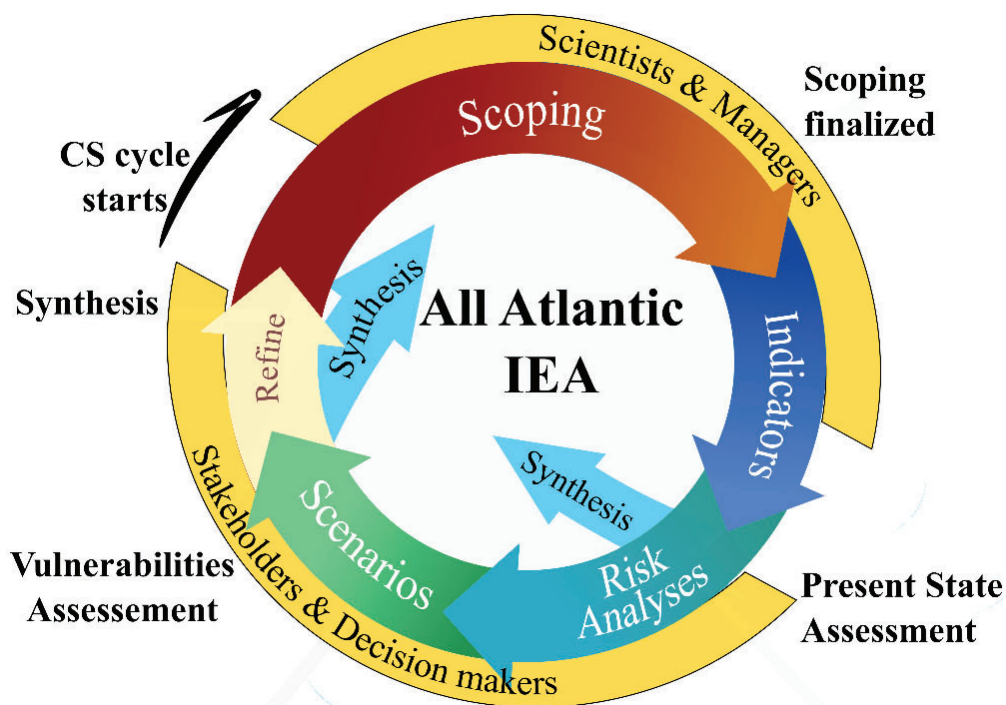 Scientists & Managers
Scoping
Scoping
finalized
CS cycle
starts
Synthesis
Synthesis
All Atlantic
IEA
Refine
Indicators
Synthesis
Stakeholders & Decision makers
Scenarios
Risk
Analyses
Vulnerabilities
Assessement
Present State
Assessment